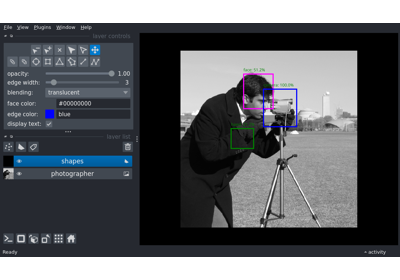 File View Plugins Window Help
layer controls
opacity: 1.00
edge width: 3
blending: translucent
face color: #00000000
edge color: blue
display text: ✓
layer list
shapes
photographer
Ready
activity